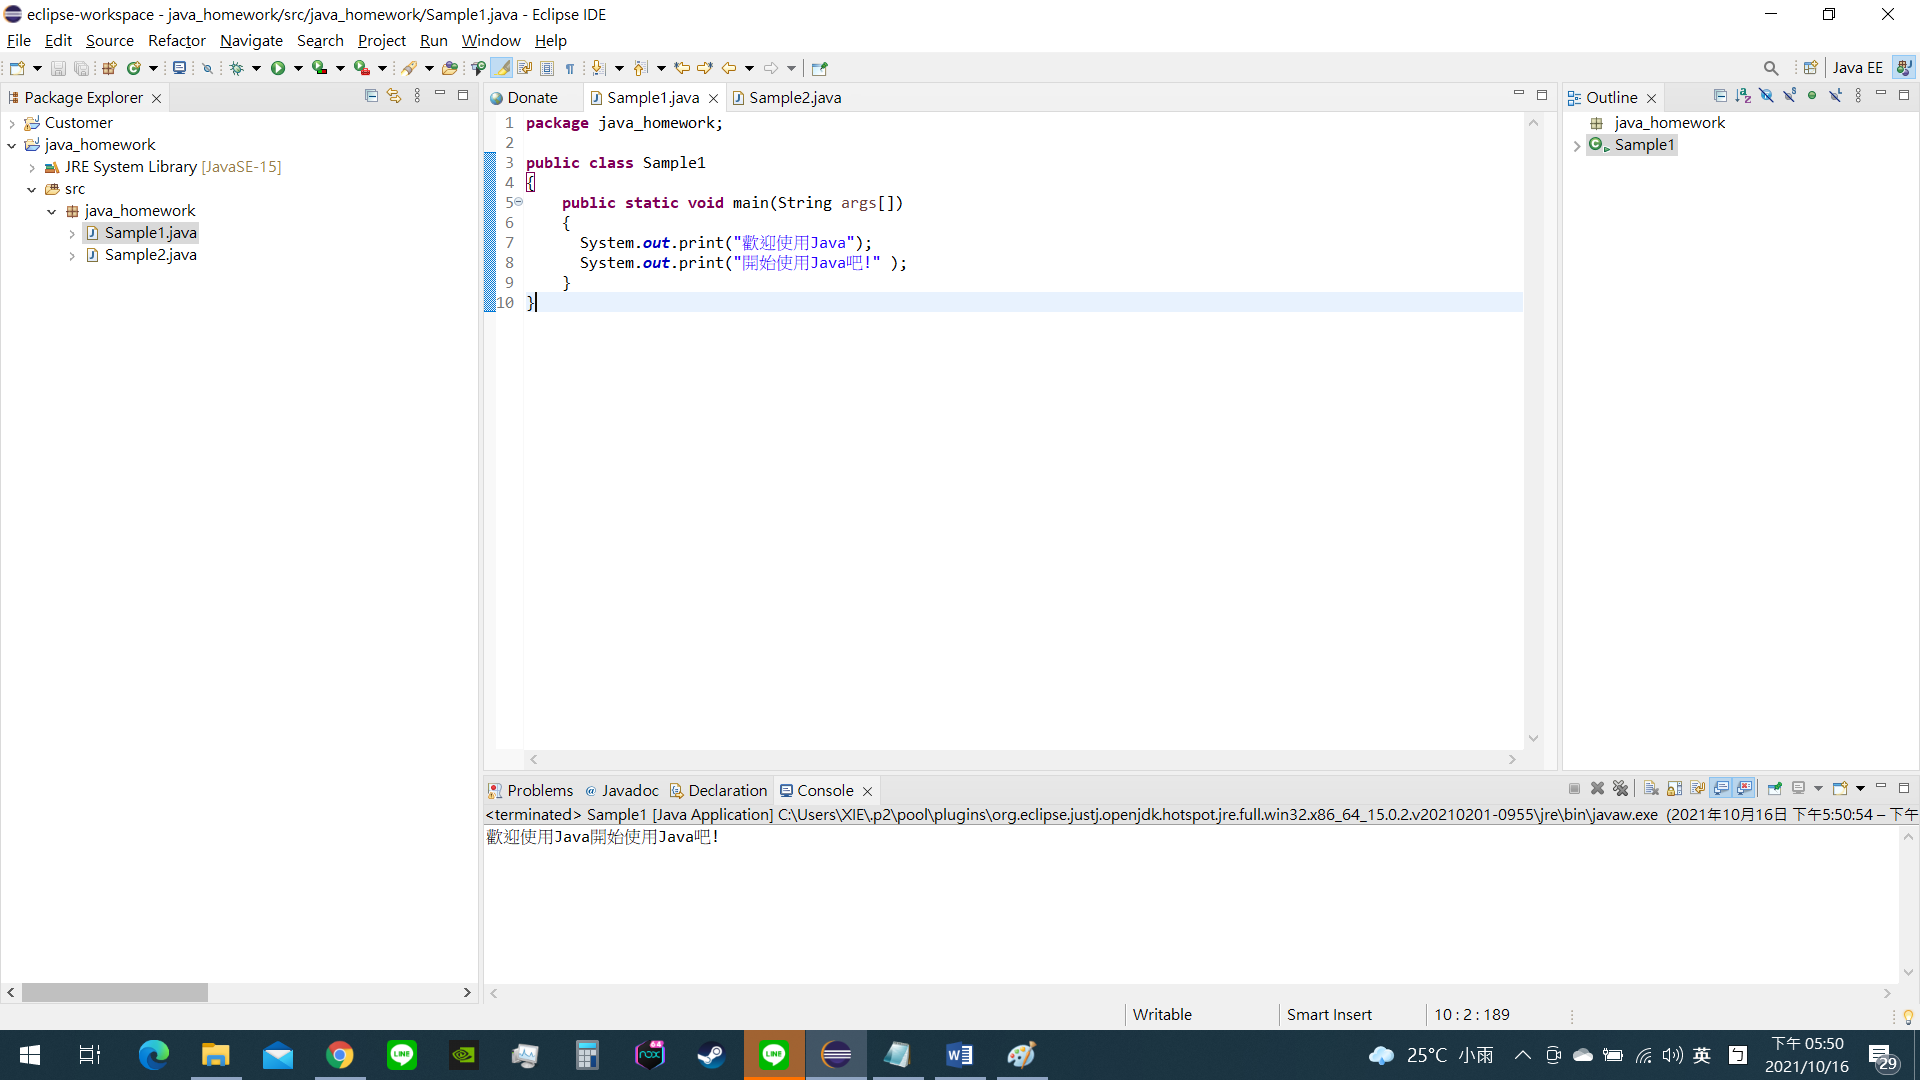 eclipse-workspace - java_homework/src/java_homework/Sample1.java - Eclipse IDE
File Edit Source Refactor Navigate Search Project Run Window Help
Java EE
Package Explorer
Customer
java_homework
JRE System Library [JavaSE-15]
src
java_homework
Sample1.java
Sample2.java
Donate Sample1.java Sample2.java
1 package java_homework;
2
3 public class Sample1
4 {
5 public static void main(String args[])
6 {
7 System.out.print("歡迎使用Java");
8 System.out.print("開始使用Java吧!" );
9 }
10 }
Outline
java_homework
Sample1
Problems @ Javadoc Declaration Console
<terminated> Sample1 [Java Application] C:\Users\XIE\.p2\pool\plugins\org.eclipse.justj.openjdk.hotspot.jre.full.win32.x86_64_15.0.2.v20210201-0955\jre\bin\javaw.exe (2021年10月16日 下午5:50:54 – 下午
歡迎使用Java開始使用Java吧!
Writable Smart Insert 10 : 2 : 189
25°C 小雨 英 下午 05:50
2021/10/16
29